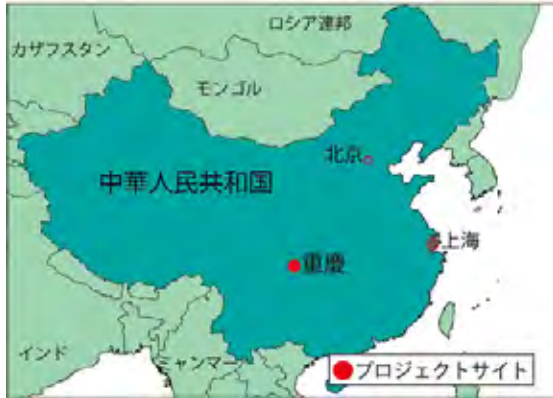 ロシア連邦
カザフスタン
モンゴル
北京
中華人民共和国
上海
重慶
インド
ミャンマー
プロジェクトサイト